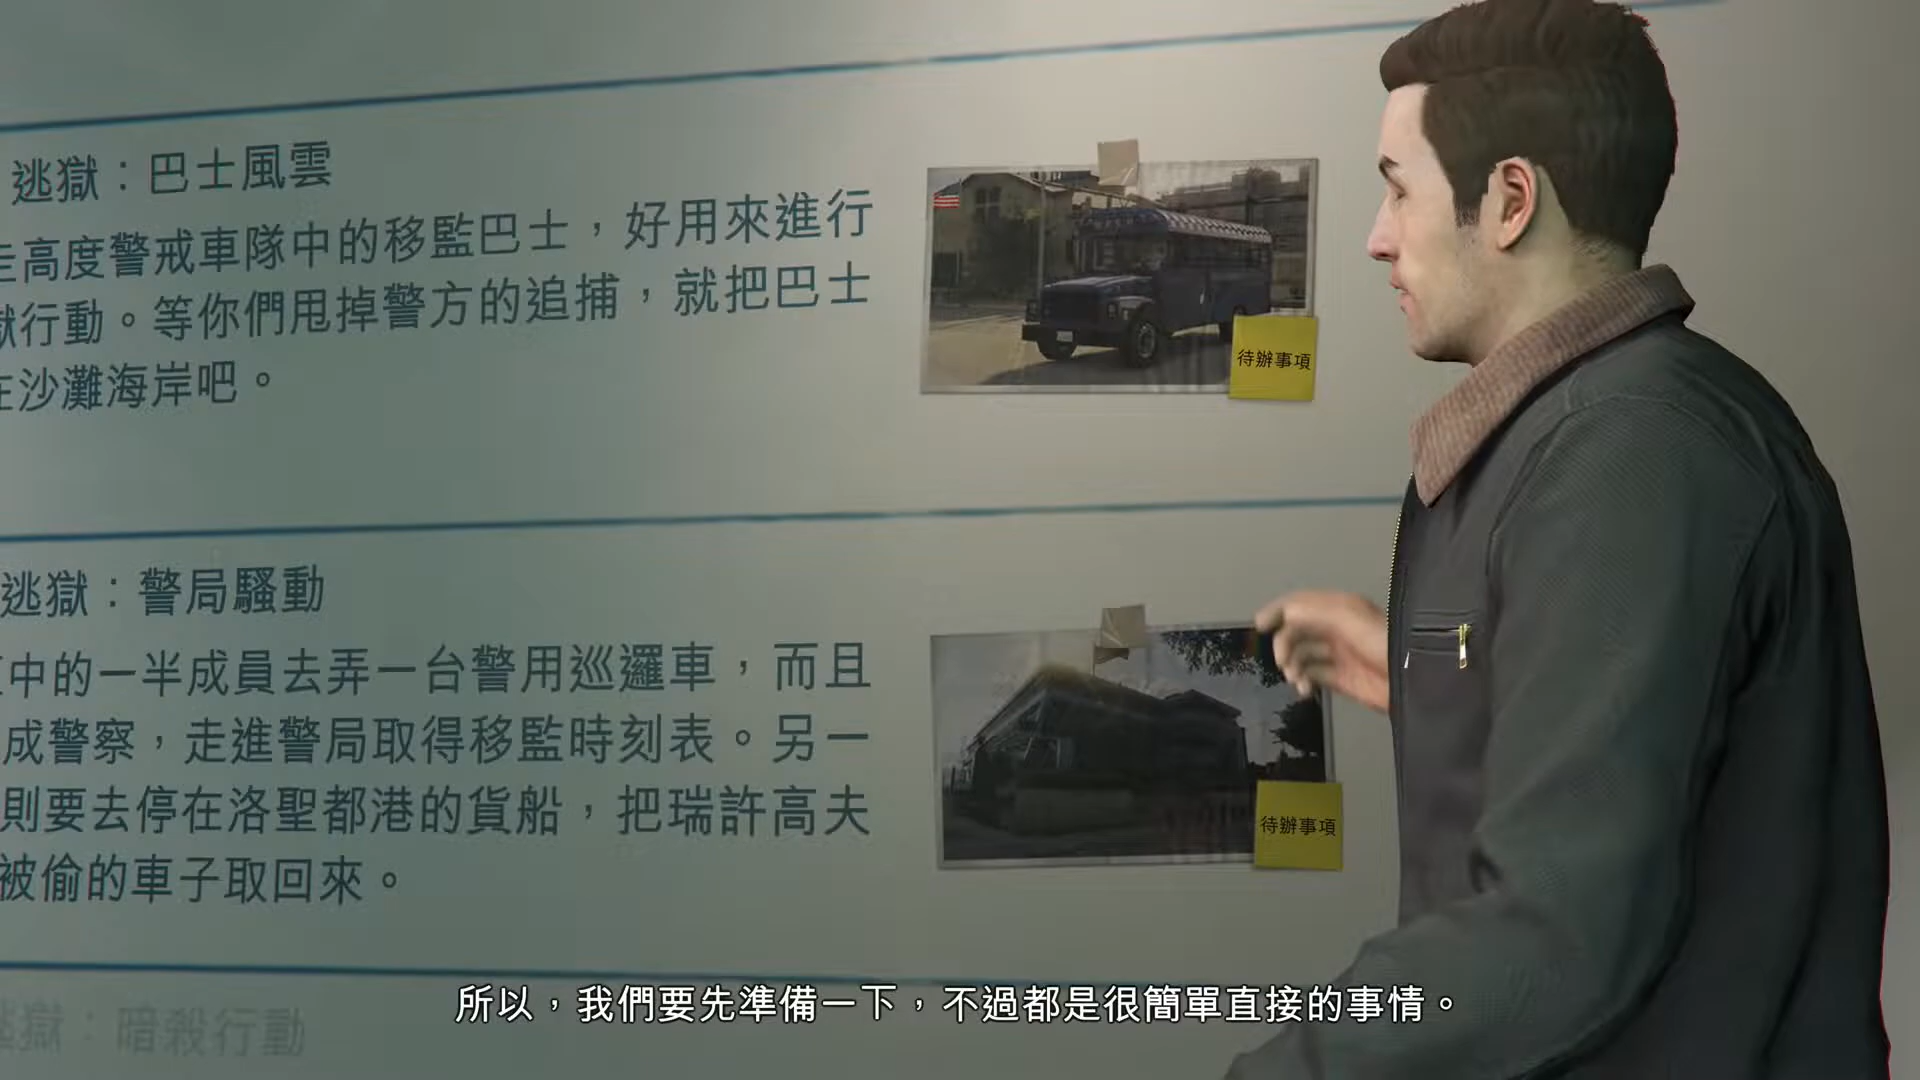 逃獄：巴士風雲
走高度警戒車隊中的移監巴士，好用來進行
獄行動。等你們甩掉警方的追捕，就把巴士
在沙灘海岸吧。
待辦事項
逃獄：警局騷動
中的一半成員去弄一台警用巡邏車，而且
成警察，走進警局取得移監時刻表。另一
則要去停在洛聖都港的貨船，把瑞許高夫
被偷的車子取回來。
待辦事項
逃獄：暗殺行動
所以，我們要先準備一下，不過都是很簡單直接的事情。